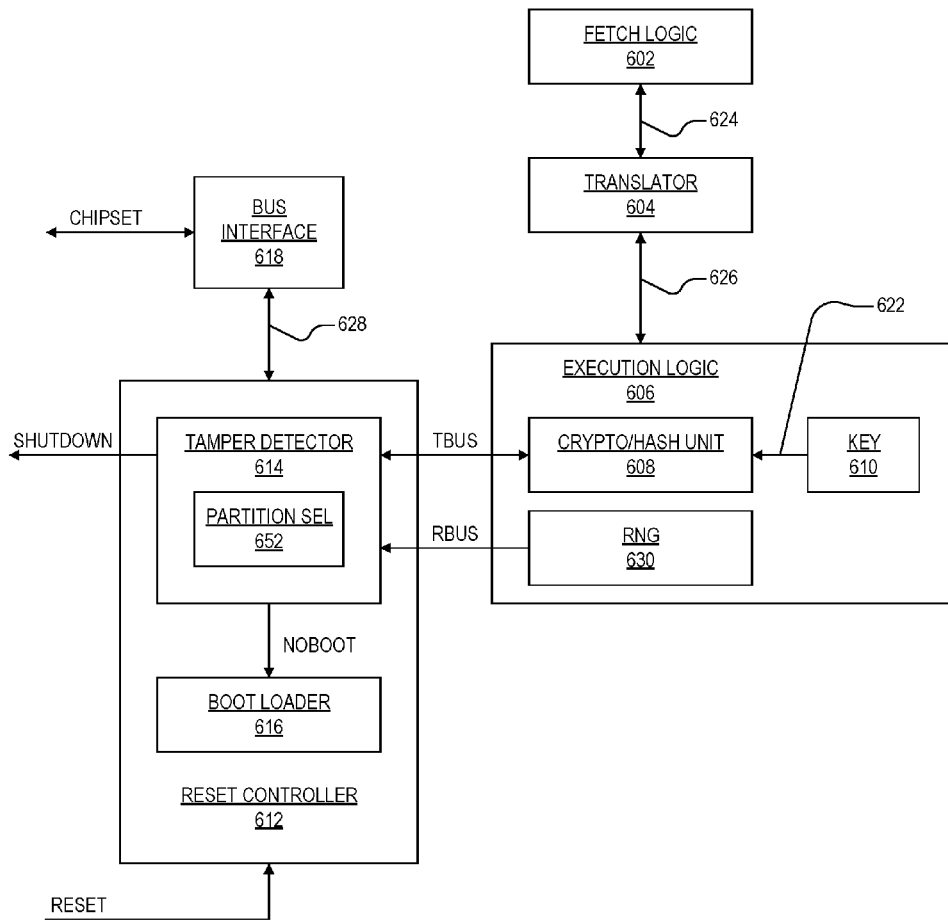 FETCH LOGIC
602
624
TRANSLATOR
604
BUS
INTERFACE
618
CHIPSET
626
622
628
EXECUTION LOGIC
606
SHUTDOWN
TAMPER DETECTOR
614
TBUS
CRYPTO/HASH UNIT
608
KEY
610
PARTITION SEL
652
RBUS
RNG
630
NOBOOT
BOOT LOADER
616
RESET CONTROLLER
612
RESET